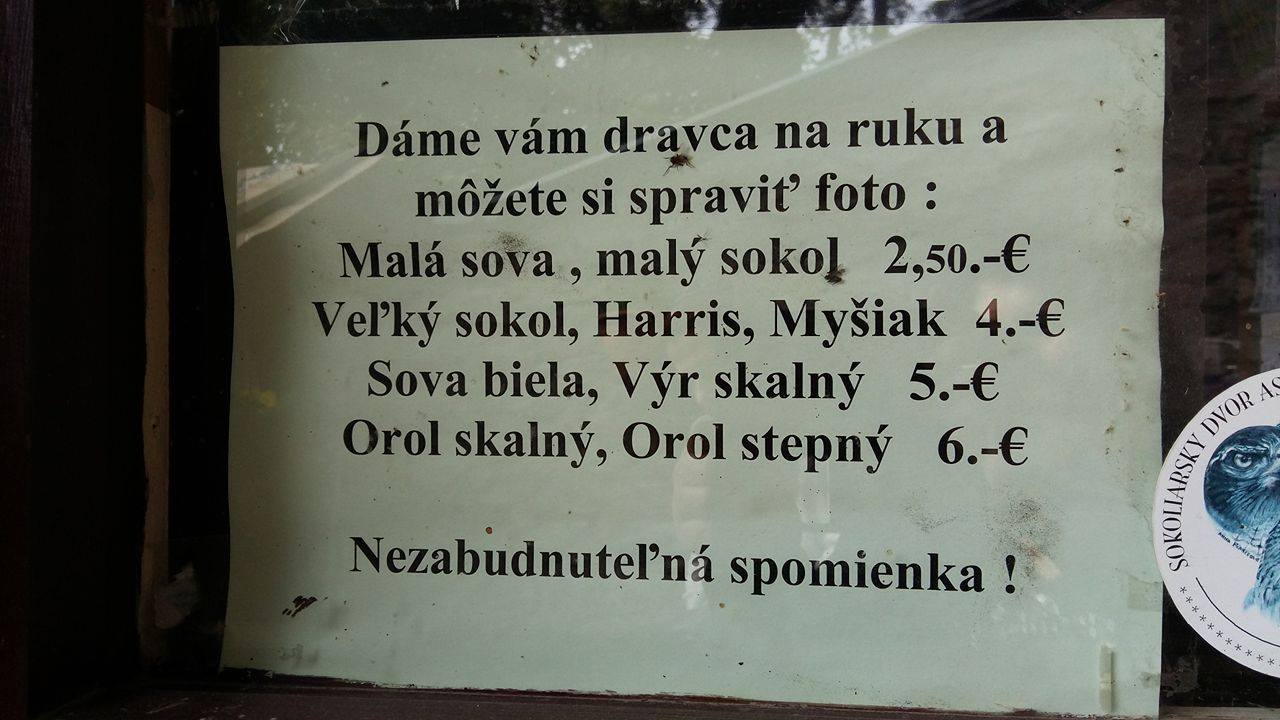 Dáme vám dravca na ruku a
môžete si spraviť foto :
Malá sova , malý sokol 2,50.-€
Veľký sokol, Harris, Myšiak 4.-€
Sova biela, Výr skalný 5.-€
Orol skalný, Orol stepný 6.-€
Nezabudnuteľná spomienka !
SOKOLIARSKY DVOR AS